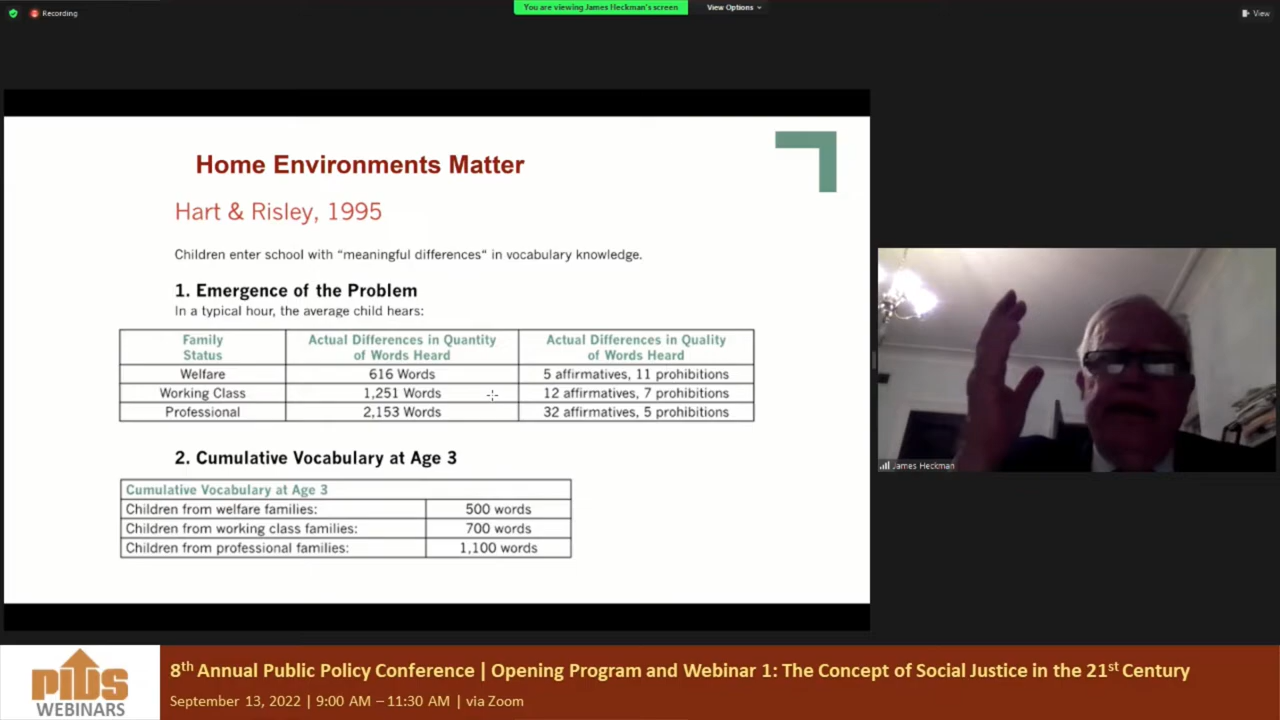 Recording
You are viewing James Heckman's screen
View Options
View
Home Environments Matter
Hart & Risley, 1995
Children enter school with "meaningful differences" in vocabulary knowledge.
1. Emergence of the Problem
In a typical hour, the average child hears:
Family Status Actual Differences in Quantity of Words Heard Actual Differences in Quality of Words Heard
Welfare 616 Words 5 affirmatives, 11 prohibitions
Working Class 1,251 Words 12 affirmatives, 7 prohibitions
Professional 2,153 Words 32 affirmatives, 5 prohibitions
2. Cumulative Vocabulary at Age 3
Cumulative Vocabulary at Age 3
Children from welfare families: 500 words
Children from working class families: 700 words
Children from professional families: 1,100 words
James Heckman
PIDS
WEBINARS
8th Annual Public Policy Conference | Opening Program and Webinar 1: The Concept of Social Justice in the 21st Century
September 13, 2022 | 9:00 AM – 11:30 AM | via Zoom